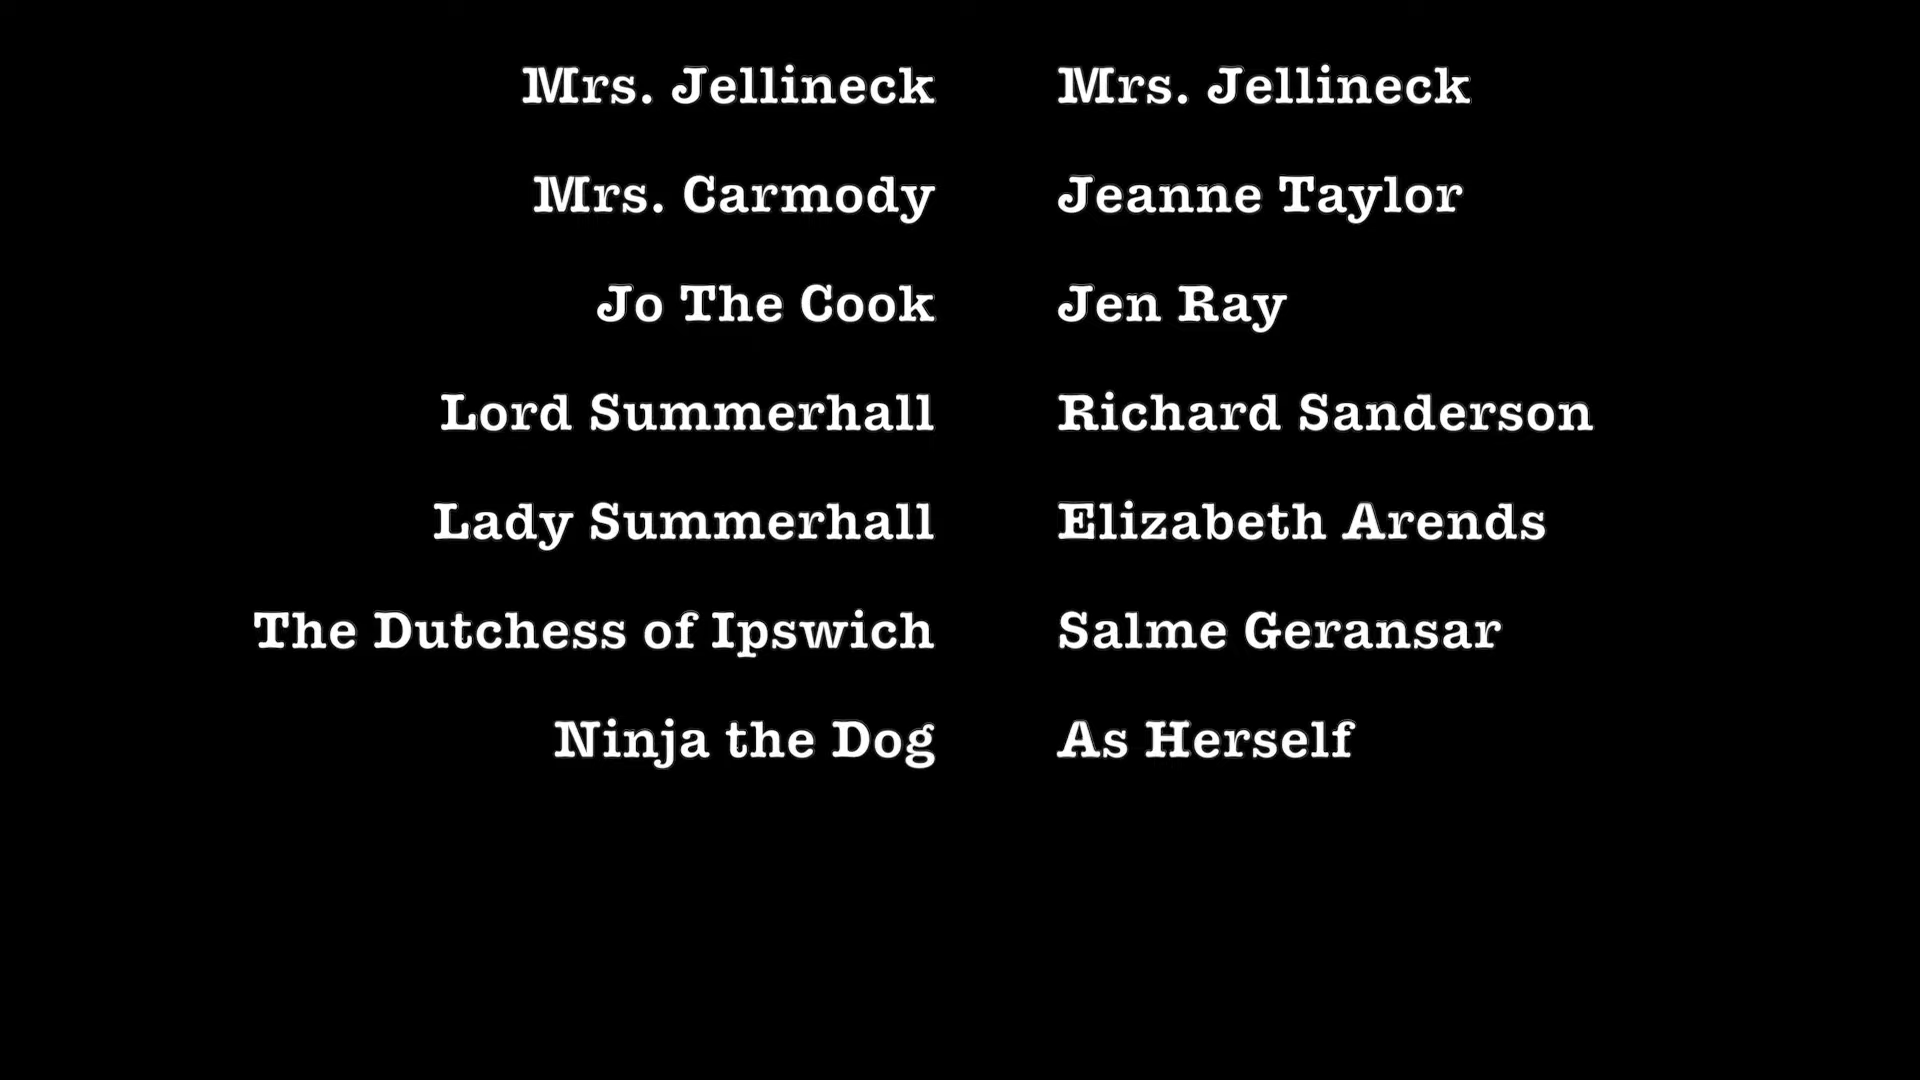 Mrs. Jellineck Mrs. Jellineck
Mrs. Carmody Jeanne Taylor
Jo The Cook Jen Ray
Lord Summerhall Richard Sanderson
Lady Summerhall Elizabeth Arends
The Dutchess of Ipswich Salme Geransar
Ninja the Dog As Herself